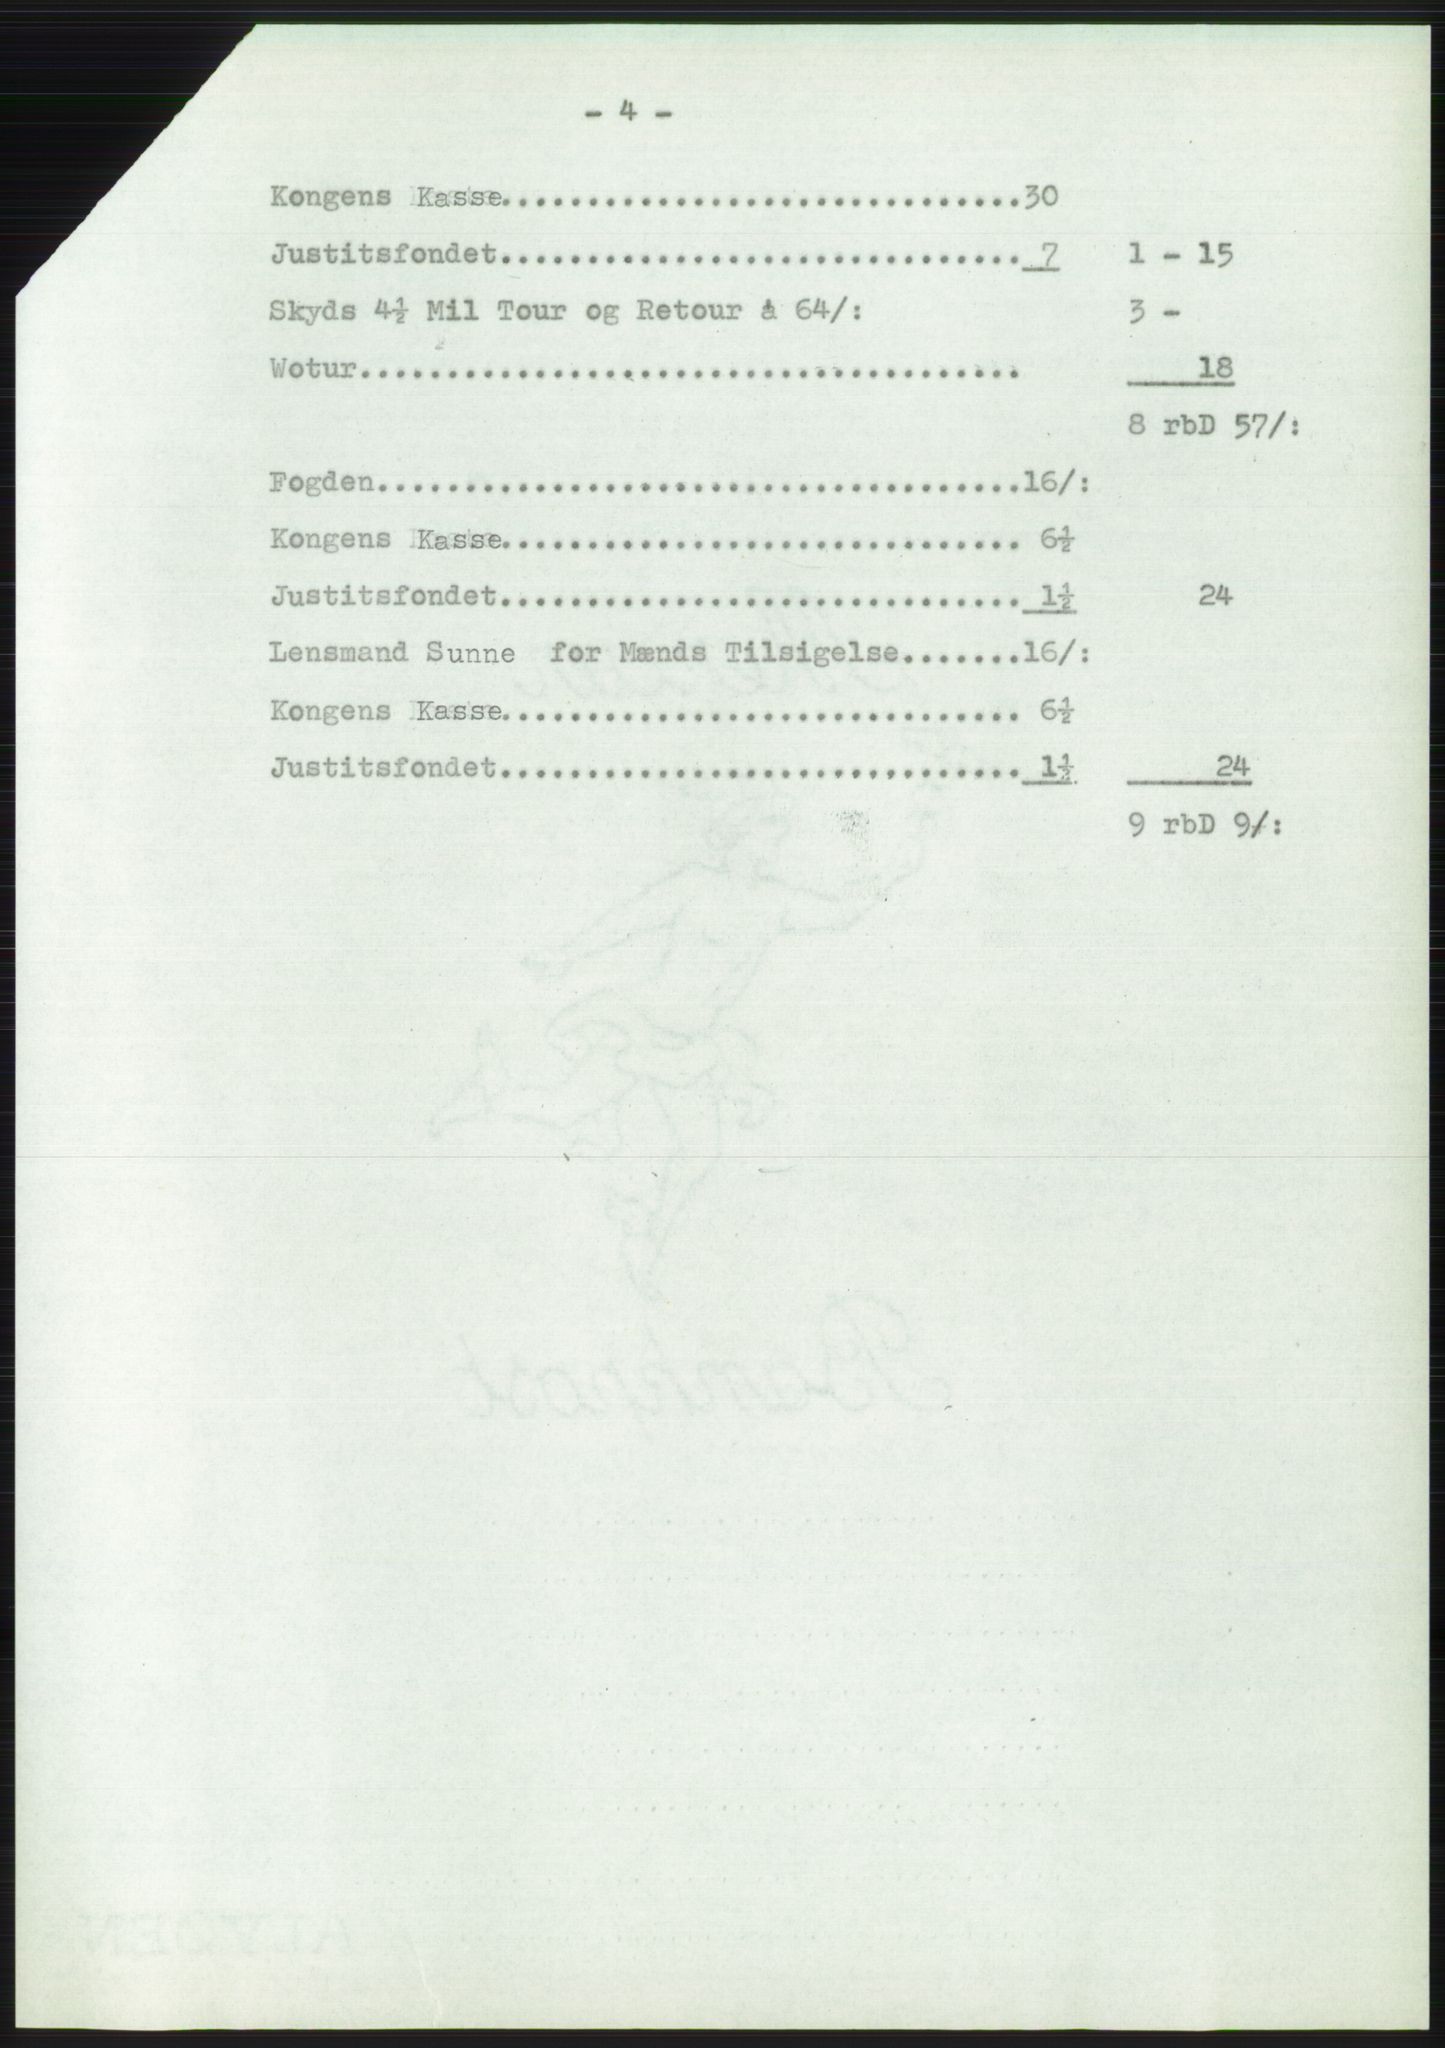 - 4 -
Kongens Kasse..............................30
Justitsfondet.............................. 7 1 - 15
Skyds 4½ Mil Tour og Retour à 64/: 3 -
Wotur...................................... 18
8 rbD 57/:
Fogden.....................................16/:
Kongens Kasse.............................. 6½
Justitsfondet.............................. 1½ 24
Lensmand Sunne for Mænds Tilsigelse.......16/:
Kongens Kasse.............................. 6½
Justitsfondet.............................. 1½ 24
9 rbD 9/: